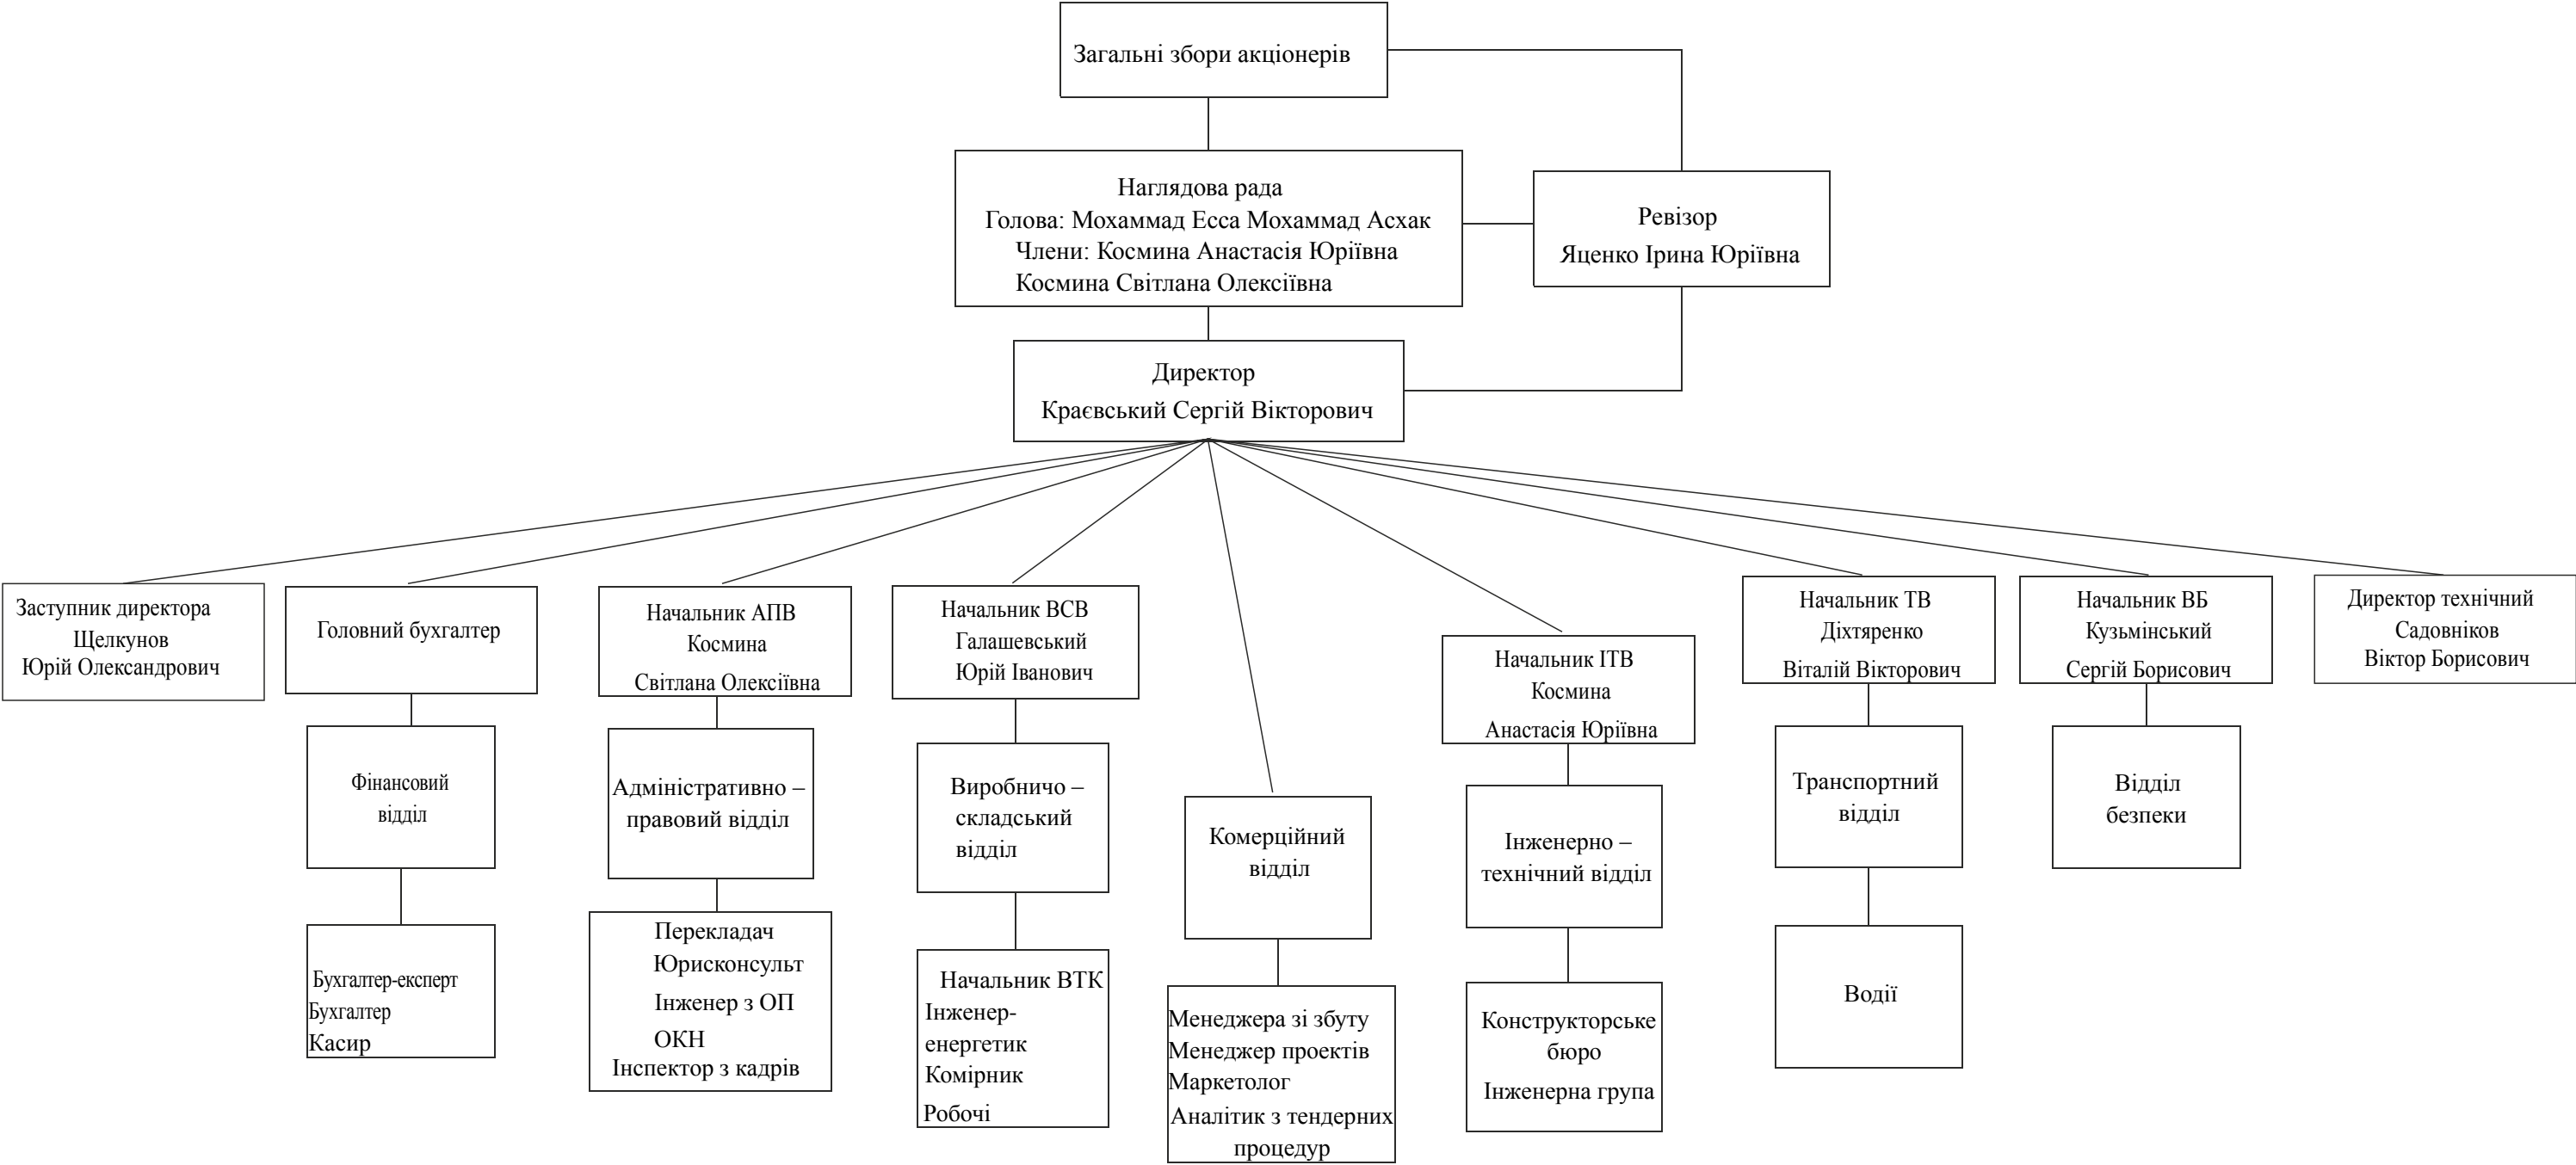 Загальні збори акціонерів
Наглядова рада
Голова: Мохаммад Есса Мохаммад Асхак
Члени: Космина Анастасія Юріївна
Космина Світлана Олексіївна
Ревізор
Яценко Ірина Юріївна
Директор
Краєвський Сергій Вікторович
Заступник директора
Щелкунов
Юрій Олександрович
Головний бухгалтер
Начальник АПВ
Космина
Світлана Олексіївна
Начальник ВСВ
Галашевський
Юрій Іванович
Начальник ІТВ
Космина
Анастасія Юріївна
Начальник ТВ
Діхтяренко
Віталій Вікторович
Начальник ВБ
Кузьмінський
Сергій Борисович
Директор технічний
Садовніков
Віктор Борисович
Фінансовий
відділ
Адміністративно –
правовий відділ
Виробничо –
складський
відділ
Комерційний
відділ
Інженерно –
технічний відділ
Транспортний
відділ
Відділ
безпеки
Бухгалтер-експерт
Бухгалтер
Касир
Перекладач
Юрисконсульт
Інженер з ОП
ОКН
Інспектор з кадрів
Начальник ВТК
Інженер-
енергетик
Комірник
Робочі
Менеджера зі збуту
Менеджер проектів
Маркетолог
Аналітик з тендерних
процедур
Конструкторське
бюро
Інженерна група
Водії